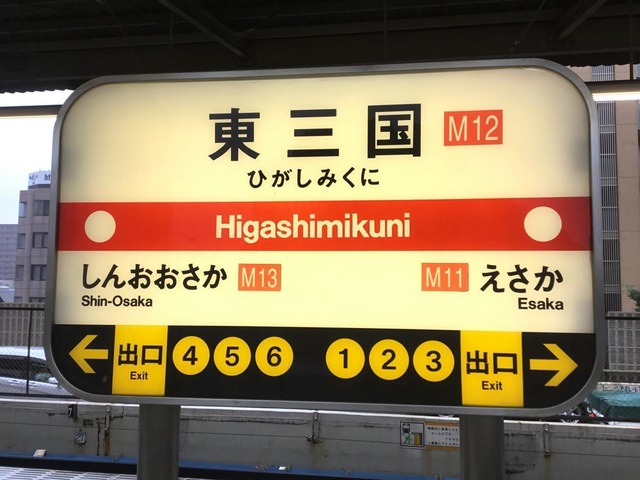 東三国 M12
ひがしみくに
Higashimikuni
しんおおさか M13 M11 えさか
Shin-Osaka Esaka
出口 4 5 6 1 2 3 出口
Exit Exit